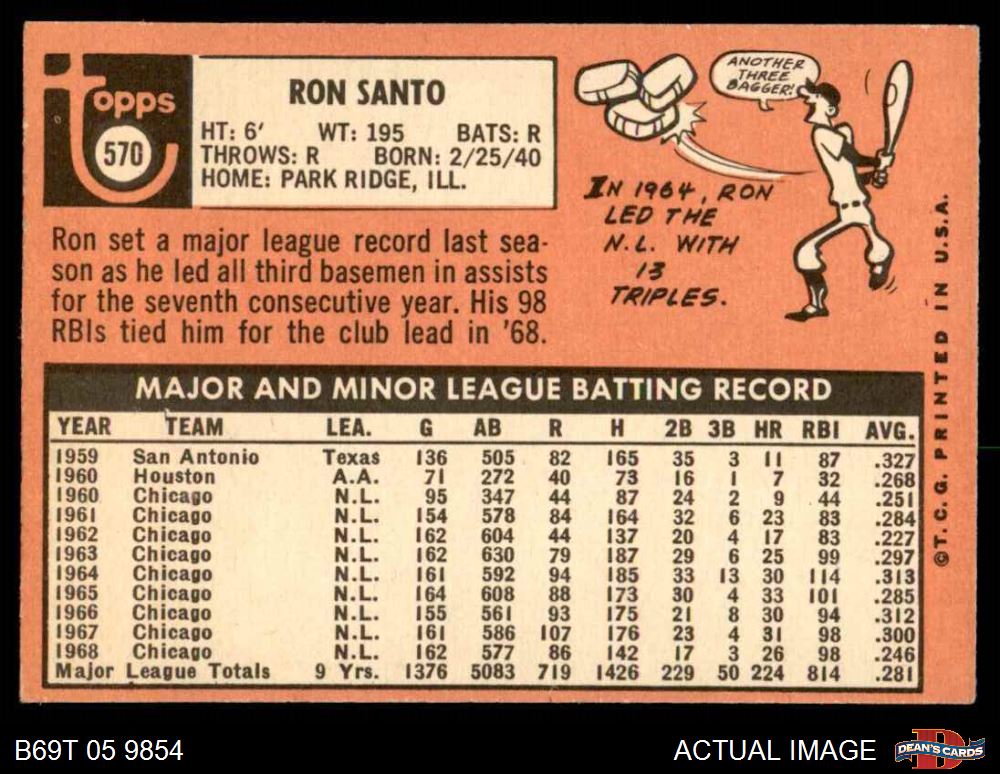 topps
570
RON SANTO
HT: 6' WT: 195 BATS: R
THROWS: R BORN: 2/25/40
HOME: PARK RIDGE, ILL.
ANOTHER
THREE
BAGGER!
IN 1964, RON
LED THE
N.L. WITH
13
TRIPLES.
Ron set a major league record last sea-
son as he led all third basemen in assists
for the seventh consecutive year. His 98
RBIs tied him for the club lead in '68.
MAJOR AND MINOR LEAGUE BATTING RECORD
YEAR TEAM LEA. G AB R H 2B 3B HR RBI AVG.
1959 San Antonio Texas 136 505 82 165 35 3 11 87 .327
1960 Houston A.A. 71 272 40 73 16 1 7 32 .268
1960 Chicago N.L. 95 347 44 87 24 2 9 44 .251
1961 Chicago N.L. 154 578 84 164 32 6 23 83 .284
1962 Chicago N.L. 162 604 44 137 20 4 17 83 .227
1963 Chicago N.L. 162 630 79 187 29 6 25 99 .297
1964 Chicago N.L. 161 592 94 185 33 13 30 114 .313
1965 Chicago N.L. 164 608 88 173 30 4 33 101 .285
1966 Chicago N.L. 155 561 93 175 21 8 30 94 .312
1967 Chicago N.L. 161 586 107 176 23 4 31 98 .300
1968 Chicago N.L. 162 577 86 142 17 3 26 98 .246
Major League Totals 9 Yrs. 1376 5083 719 1426 229 50 224 814 .281
©T. C. G. PRINTED IN U.S.A.
B69T 05 9854
ACTUAL IMAGE
DEAN'S CARDS